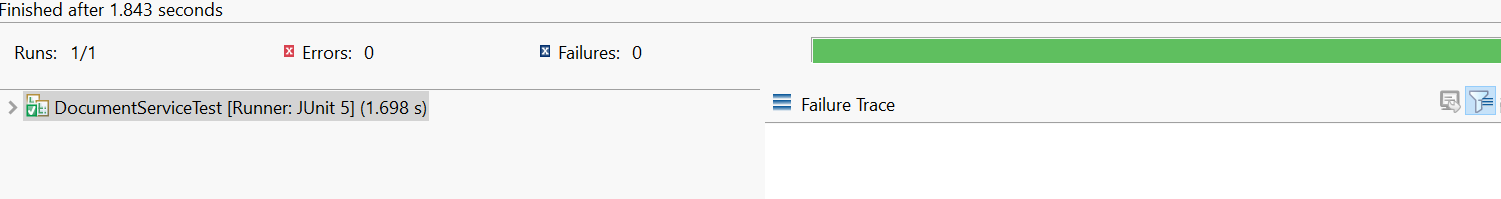 Finished after 1.843 seconds
Runs: 1/1 Errors: 0 Failures: 0
DocumentServiceTest [Runner: JUnit 5] (1.698 s)
Failure Trace